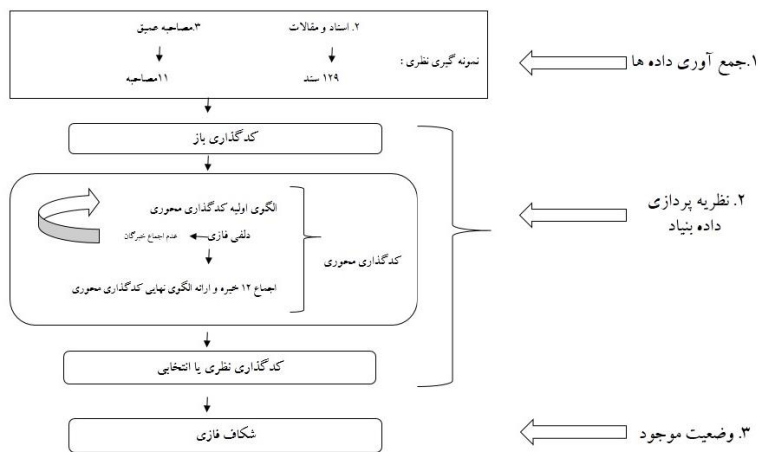 ۲. اسناد و مقالات
۳.مصاحبه عمیق
نمونه گیری نظری :
۱۲۹ سند
۱۱مصاحبه
۱.جمع آوری داده ها
کدگذاری باز
الگوی اولیه کدگذاری محوری
دلفی فازی
عدم اجماع خبرگان
کدگذاری محوری
اجماع ۱۲ خبره و ارائه الگوی نهایی کدگذاری محوری
۲. نظریه پردازی
داده بنیاد
کدگذاری نظری یا انتخابی
شکاف فازی
۳. وضعیت موجود